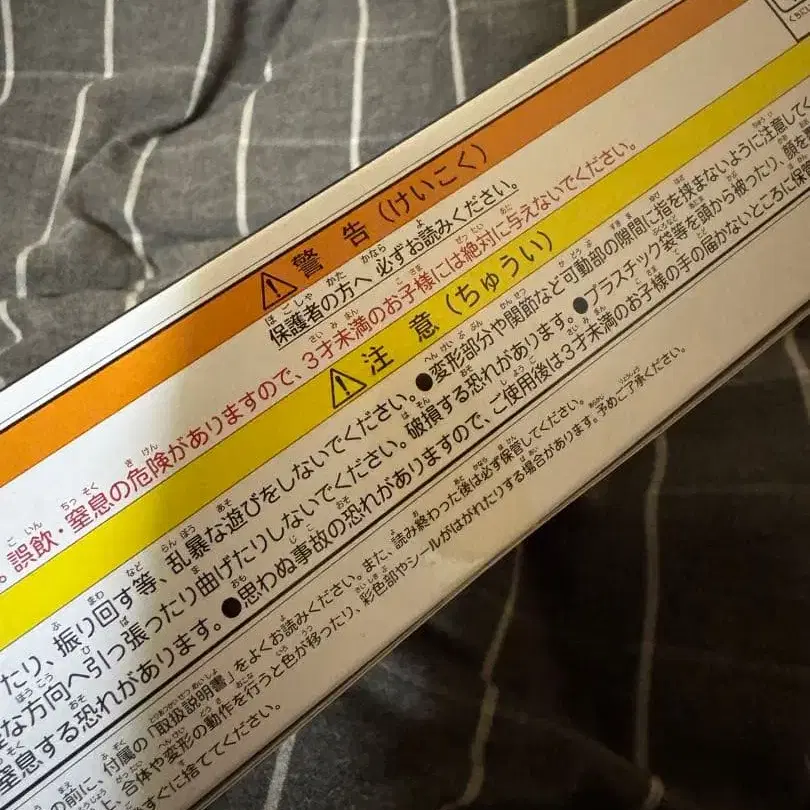 ⚠警 告（けいこく）
保護者の方へ 必ずお読みください。
。誤飲・窒息の危険がありますので、3才未満のお子様には絶対に与えないでください。
⚠注 意（ちゅうい）
たり、振り回す等、乱暴な遊びをしないでください。●変形部分や関節など可動部の隙間に指を挟まないように注意してく
な方向へ引っ張ったり曲げたりしないでください。破損する恐れがあります。●プラスチック袋等を頭から被ったり、顔を
窒息する恐れがあります。●思わぬ事故の恐れがありますので、ご使用後は3才未満のお子様の手の届かないところに保管
の前に、付属の「取扱説明書」をよくお読みください。また、読み終わった後は必ず保管してください。
上、合体や変形の動作を行うと色が移ったり、彩色部やシールがはがれたりする場合があります。予めご了承ください。
すぐに捨ててください。